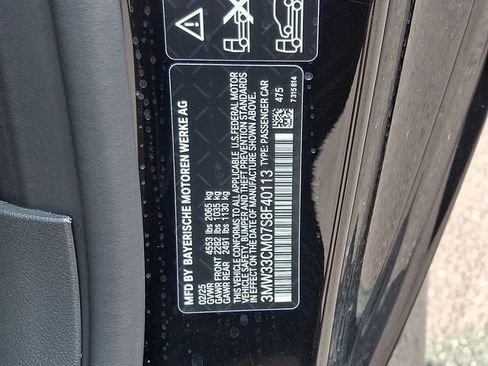 MFD BY BAYERISCHE MOTOREN WERKE AG
02/25
GVWR 4553 lbs 2065 kg
GAWR FRONT 2282 lbs 1035 kg
GAWR REAR 2491 lbs 1130 kg
THIS VEHICLE CONFORMS TO ALL APPLICABLE U.S. FEDERAL MOTOR
VEHICLE SAFETY, BUMPER AND THEFT PREVENTION STANDARDS
IN EFFECT ON THE DATE OF MANUFACTURE SHOWN ABOVE.
3MW33CM07S8F40113 TYPE: PASSENGER CAR
475
7315814